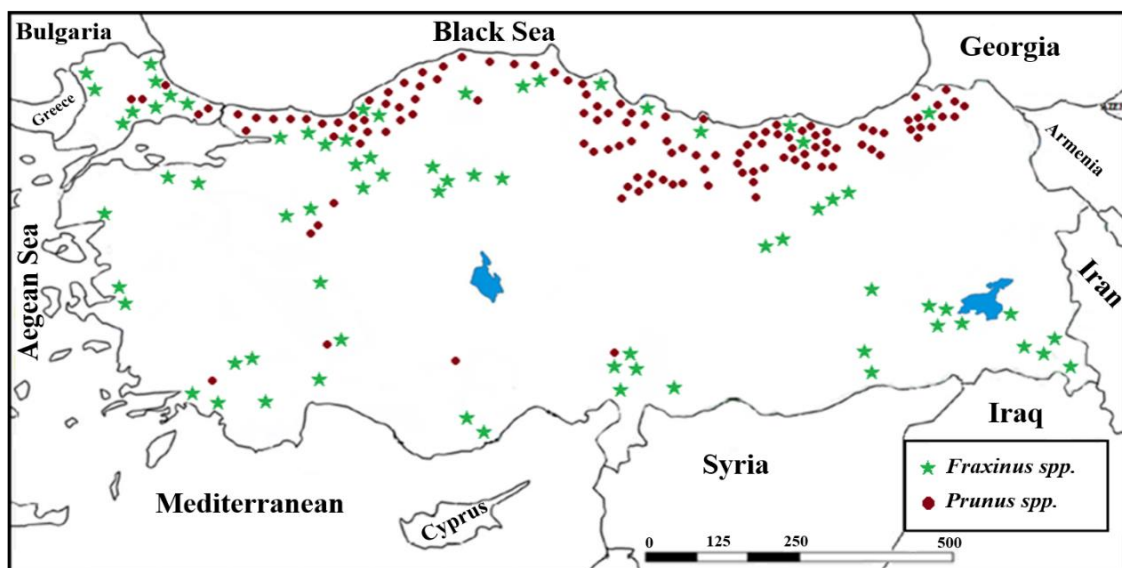 Bulgaria
Black Sea
Georgia
Greece
Armenia
Aegean Sea
Iran
Iraq
Syria
Mediterranean
Cyprus
Fraxinus spp.
Prunus spp.
0 125 250 500